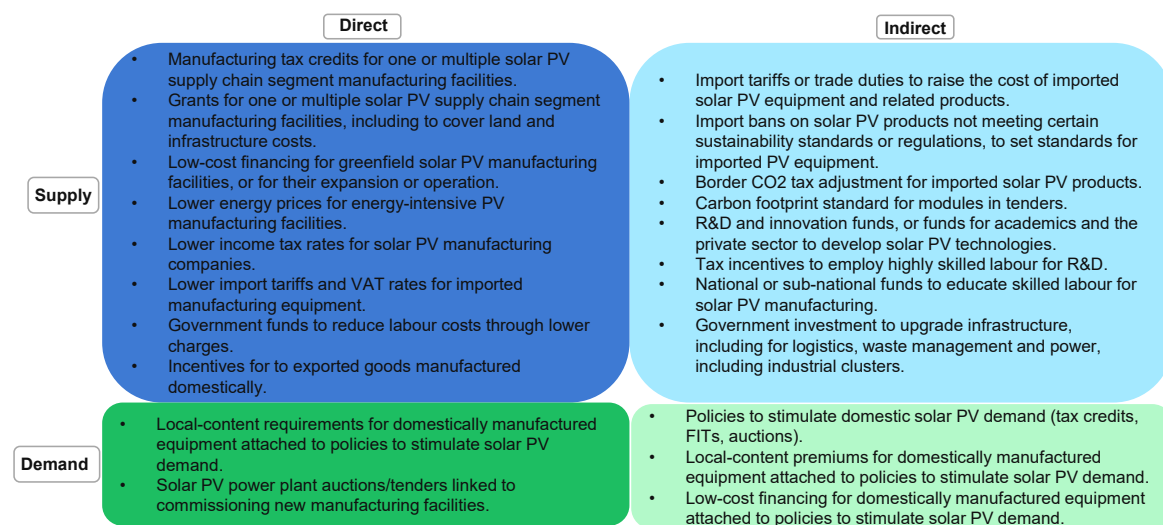 Direct
Indirect
Supply
• Manufacturing tax credits for one or multiple solar PV
supply chain segment manufacturing facilities.
• Grants for one or multiple solar PV supply chain segment
manufacturing facilities, including to cover land and
infrastructure costs.
• Low-cost financing for greenfield solar PV manufacturing
facilities, or for their expansion or operation.
• Lower energy prices for energy-intensive PV
manufacturing facilities.
• Lower income tax rates for solar PV manufacturing
companies.
• Lower import tariffs and VAT rates for imported
manufacturing equipment.
• Government funds to reduce labour costs through lower
charges.
• Incentives for to exported goods manufactured
domestically.
• Import tariffs or trade duties to raise the cost of imported
solar PV equipment and related products.
• Import bans on solar PV products not meeting certain
sustainability standards or regulations, to set standards for
imported PV equipment.
• Border CO2 tax adjustment for imported solar PV products.
• Carbon footprint standard for modules in tenders.
• R&D and innovation funds, or funds for academics and the
private sector to develop solar PV technologies.
• Tax incentives to employ highly skilled labour for R&D.
• National or sub-national funds to educate skilled labour for
solar PV manufacturing.
• Government investment to upgrade infrastructure,
including for logistics, waste management and power,
including industrial clusters.
Demand
• Local-content requirements for domestically manufactured
equipment attached to policies to stimulate solar PV
demand.
• Solar PV power plant auctions/tenders linked to
commissioning new manufacturing facilities.
• Policies to stimulate domestic solar PV demand (tax credits,
FITs, auctions).
• Local-content premiums for domestically manufactured
equipment attached to policies to stimulate solar PV demand.
• Low-cost financing for domestically manufactured equipment
attached to policies to stimulate solar PV demand.